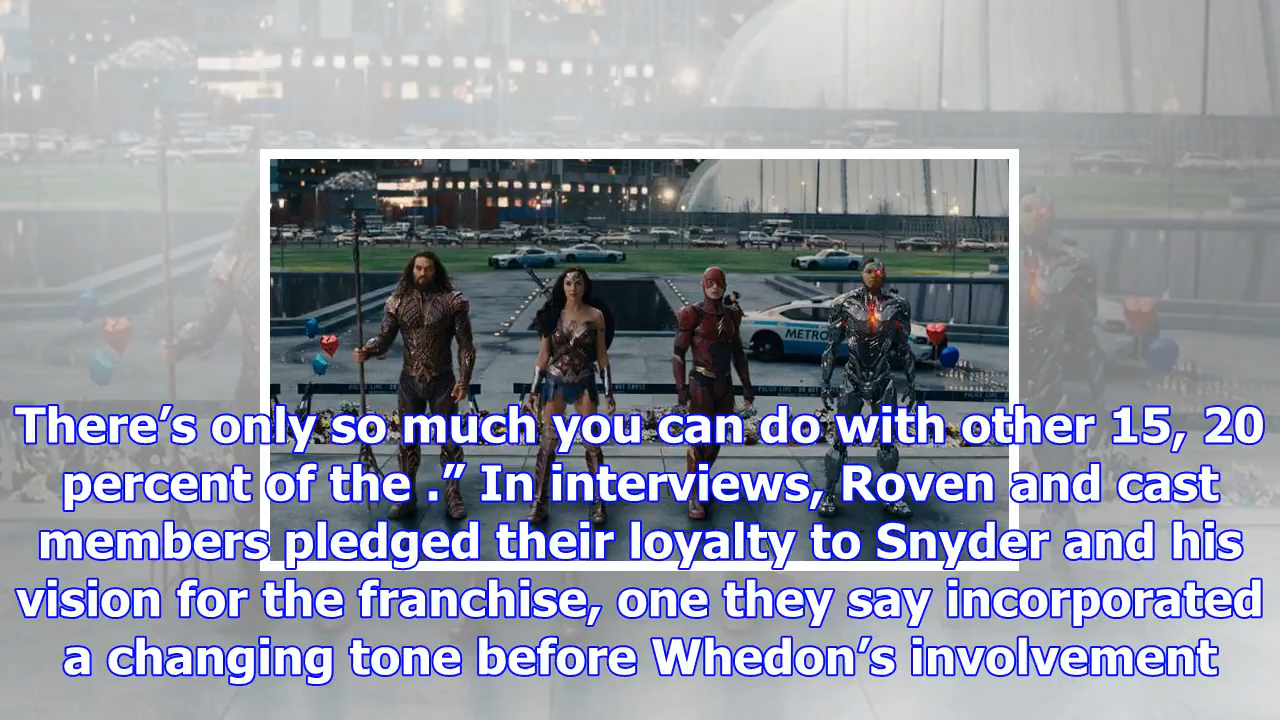 METRO
There’s only so much you can do with other 15, 20
percent of the .” In interviews, Roven and cast
members pledged their loyalty to Snyder and his
vision for the franchise, one they say incorporated
a changing tone before Whedon’s involvement